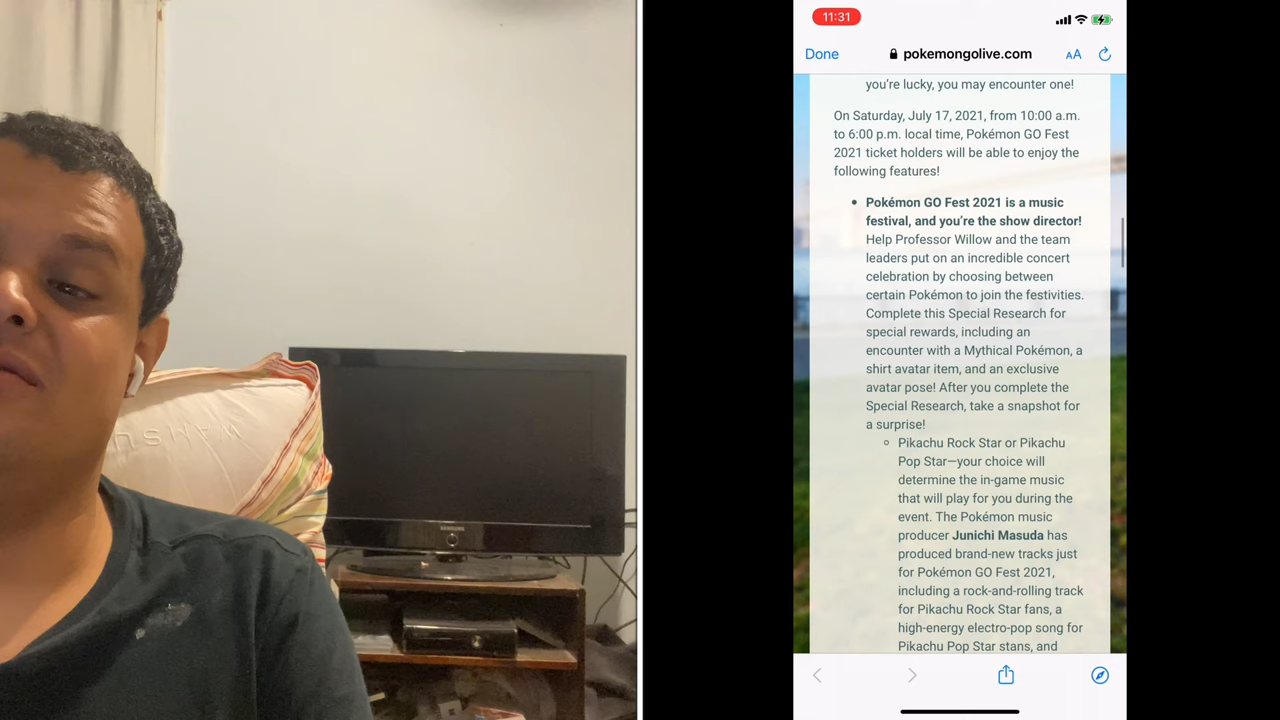 11:31
Done
pokemongolive.com
AA
you’re lucky, you may encounter one!
On Saturday, July 17, 2021, from 10:00 a.m.
to 6:00 p.m. local time, Pokémon GO Fest
2021 ticket holders will be able to enjoy the
following features!
Pokémon GO Fest 2021 is a music
festival, and you’re the show director!
Help Professor Willow and the team
leaders put on an incredible concert
celebration by choosing between
certain Pokémon to join the festivities.
Complete this Special Research for
special rewards, including an
encounter with a Mythical Pokémon, a
shirt avatar item, and an exclusive
avatar pose! After you complete the
Special Research, take a snapshot for
a surprise!
Pikachu Rock Star or Pikachu
Pop Star—your choice will
determine the in-game music
that will play for you during the
event. The Pokémon music
producer Junichi Masuda has
produced brand-new tracks just
for Pokémon GO Fest 2021,
including a rock-and-rolling track
for Pikachu Rock Star fans, a
high-energy electro-pop song for
Pikachu Pop Star stans, and
SAMSUNG